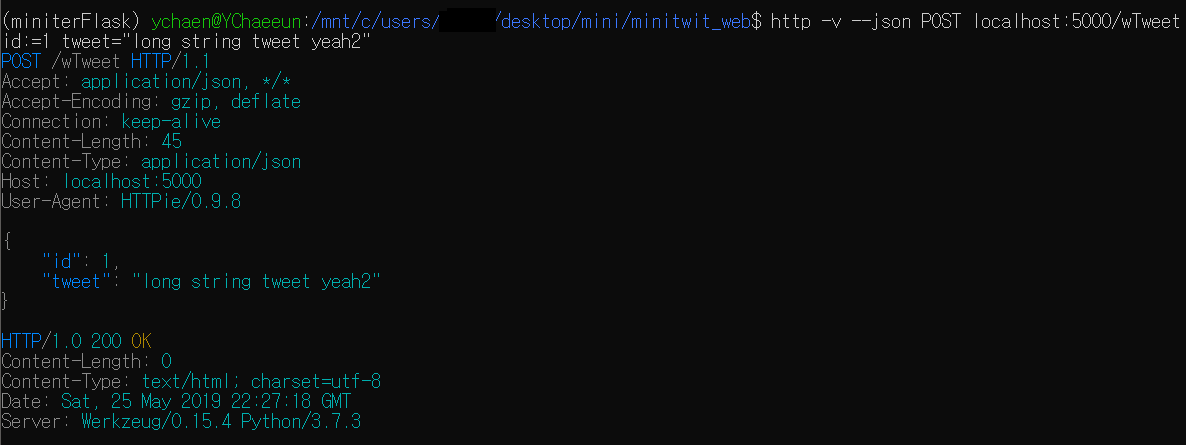 (miniterFlask) ychaen@YChaeeun:/mnt/c/users/ /desktop/mini/minitwit_web$ http -v --json POST localhost:5000/wTweet
id:=1 tweet="long string tweet yeah2"
POST /wTweet HTTP/1.1
Accept: application/json, */*
Accept-Encoding: gzip, deflate
Connection: keep-alive
Content-Length: 45
Content-Type: application/json
Host: localhost:5000
User-Agent: HTTPie/0.9.8
{
"id": 1,
"tweet": "long string tweet yeah2"
}
HTTP/1.0 200 OK
Content-Length: 0
Content-Type: text/html; charset=utf-8
Date: Sat, 25 May 2019 22:27:18 GMT
Server: Werkzeug/0.15.4 Python/3.7.3